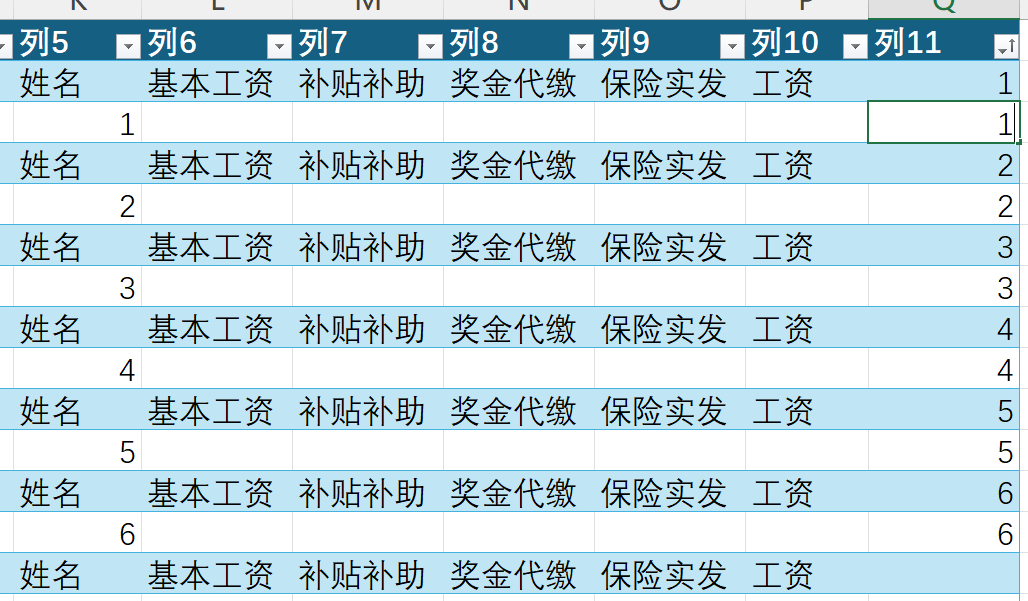 K L M N O P Q
列5 列6 列7 列8 列9 列10 列11
姓名 基本工资 补贴补助 奖金代缴 保险实发 工资 1
1 1
姓名 基本工资 补贴补助 奖金代缴 保险实发 工资 2
2 2
姓名 基本工资 补贴补助 奖金代缴 保险实发 工资 3
3 3
姓名 基本工资 补贴补助 奖金代缴 保险实发 工资 4
4 4
姓名 基本工资 补贴补助 奖金代缴 保险实发 工资 5
5 5
姓名 基本工资 补贴补助 奖金代缴 保险实发 工资 6
6 6
姓名 基本工资 补贴补助 奖金代缴 保险实发 工资